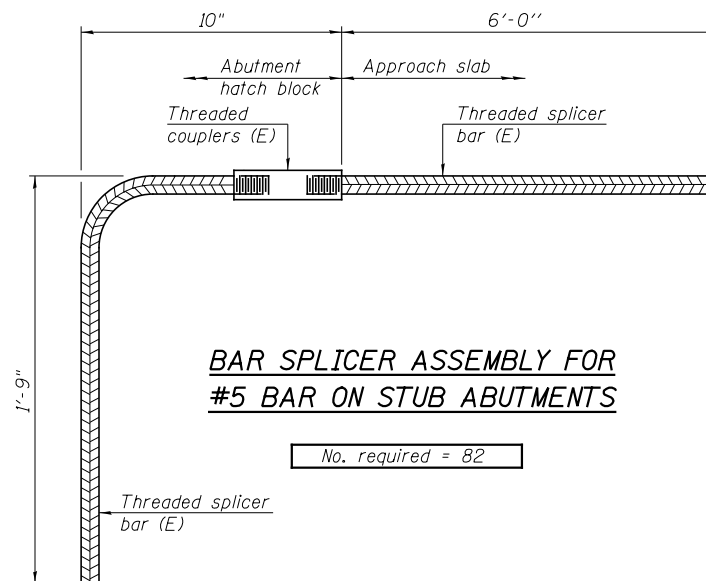 10"
6'-0"
Abutment
hatch block
Approach slab
Threaded
couplers (E)
Threaded splicer
bar (E)
1'-9"
BAR SPLICER ASSEMBLY FOR
#5 BAR ON STUB ABUTMENTS
No. required = 82
Threaded splicer
bar (E)